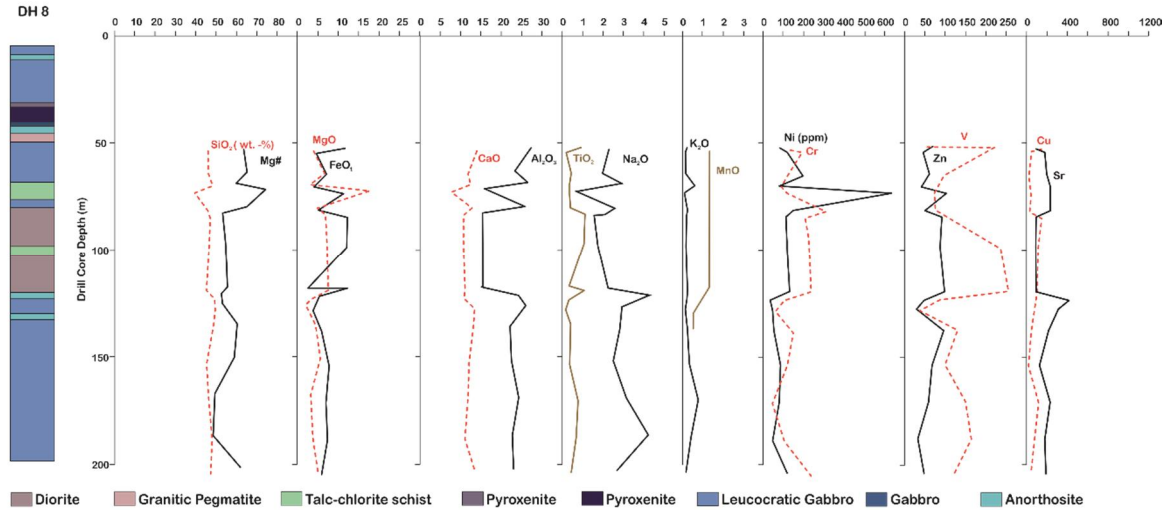 DH 8
0 10 20 30 40 50 60 70 80 90 0 5 10 15 20 25 30 0 5 10 15 20 25 30 0 1 2 3 4 5 0 1 2 3 4 0 100 200 300 400 500 600 0 50 100 150 200 250 0 400 800 1200
0
50
100
150
200
Drill Core Depth (m)
SiO2 ( wt. -%)
Mg#
MgO
FeOt
CaO
Al2O3
TiO2
Na2O
K2O
MnO
Ni (ppm)
Cr
V
Zn
Cu
Sr
Diorite Granitic Pegmatite Talc-chlorite schist Pyroxenite Pyroxenite Leucocratic Gabbro Gabbro Anorthosite